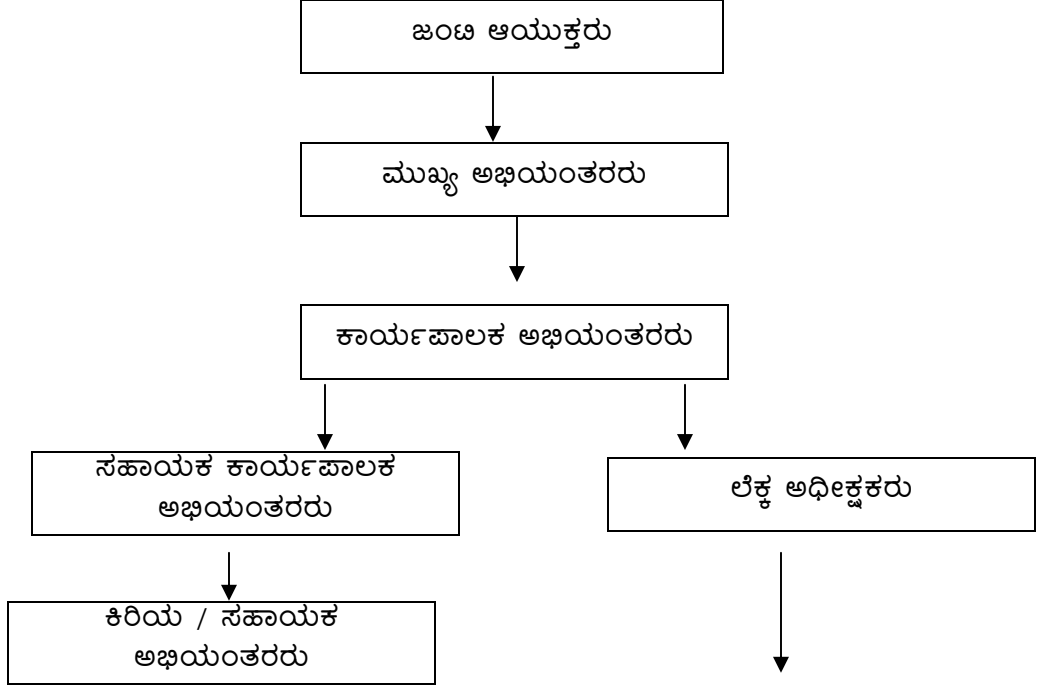 ಜಂಟಿ ಆಯುಕ್ತರು
ಮುಖ್ಯ ಅಭಿಯಂತರರು
ಕಾರ್ಯಪಾಲಕ ಅಭಿಯಂತರರು
ಸಹಾಯಕ ಕಾರ್ಯಪಾಲಕ
ಅಭಿಯಂತರರು
ಲೆಕ್ಕ ಅಧೀಕ್ಷಕರು
ಕಿರಿಯ / ಸಹಾಯಕ
ಅಭಿಯಂತರರು